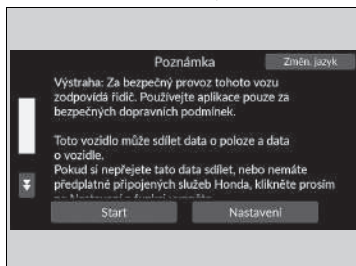 Poznámka
Změn. jazyk
Výstraha: Za bezpečný provoz tohoto vozu
zodpovídá řidič. Používejte aplikace pouze za
bezpečných dopravních podmínek.
Toto vozidlo může sdílet data o poloze a data
o vozidle.
Pokud si nepřejete tato data sdílet, nebo nemáte
předplatné připojených služeb Honda, klikněte prosím
Start
Nastavení